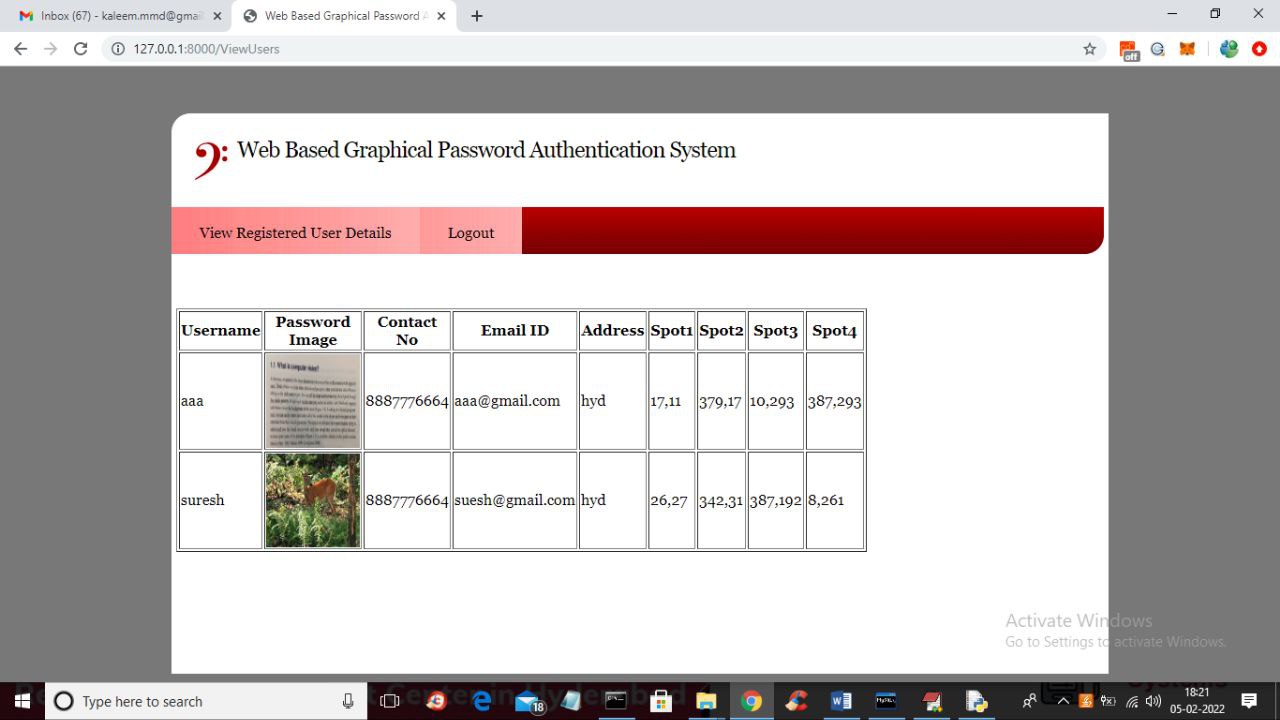 Inbox (67) - kaleem.mmd@gmail
Web Based Graphical Password A
127.0.0.1:8000/ViewUsers
off
Web Based Graphical Password Authentication System
View Registered User Details Logout
Username Password Image Contact No Email ID Address Spot1 Spot2 Spot3 Spot4
aaa 8887776664 aaa@gmail.com hyd 17,11 379,17 10,293 387,293
1.1 What is computer vision?
suresh 8887776664 suesh@gmail.com hyd 26,27 342,31 387,192 8,261
Activate Windows
Go to Settings to activate Windows.
Type here to search
18
18:21
05-02-2022